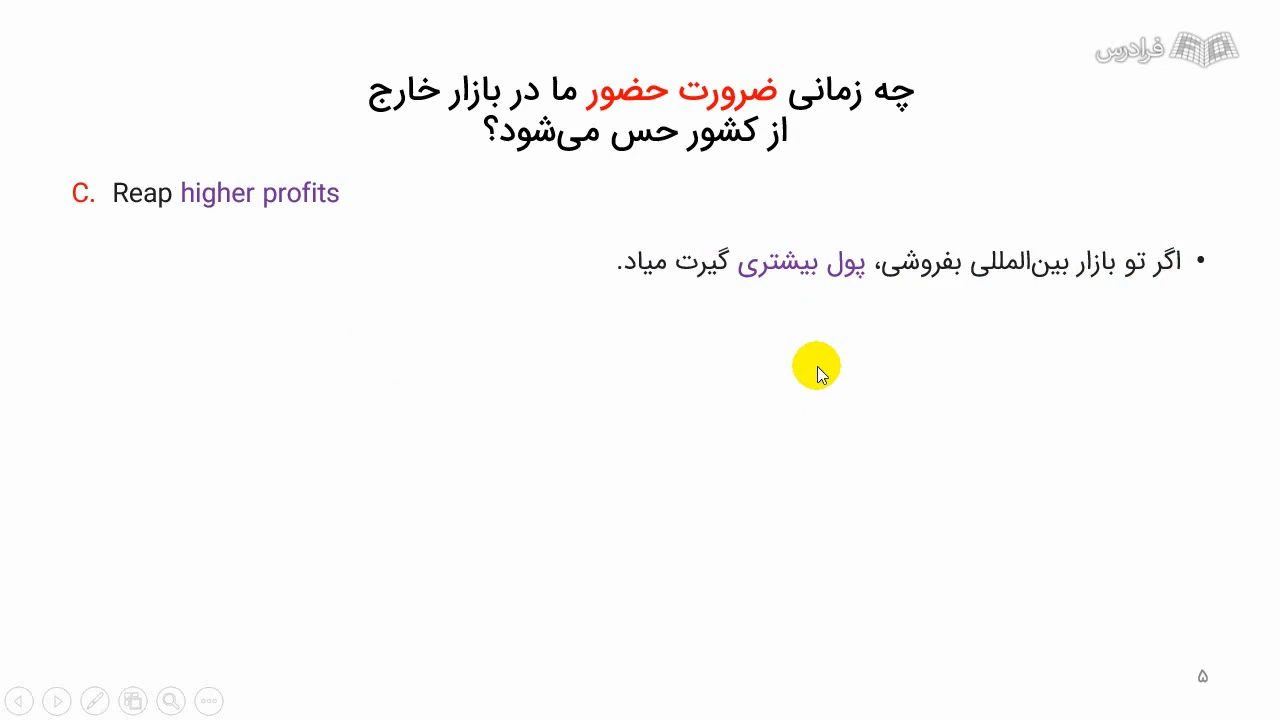 فرادرس
چه زمانی ضرورت حضور ما در بازار خارج
از کشور حس می‌شود؟
C. Reap higher profits
• اگر تو بازار بین‌المللی بفروشی، پول بیشتری گیرت میاد.
۵